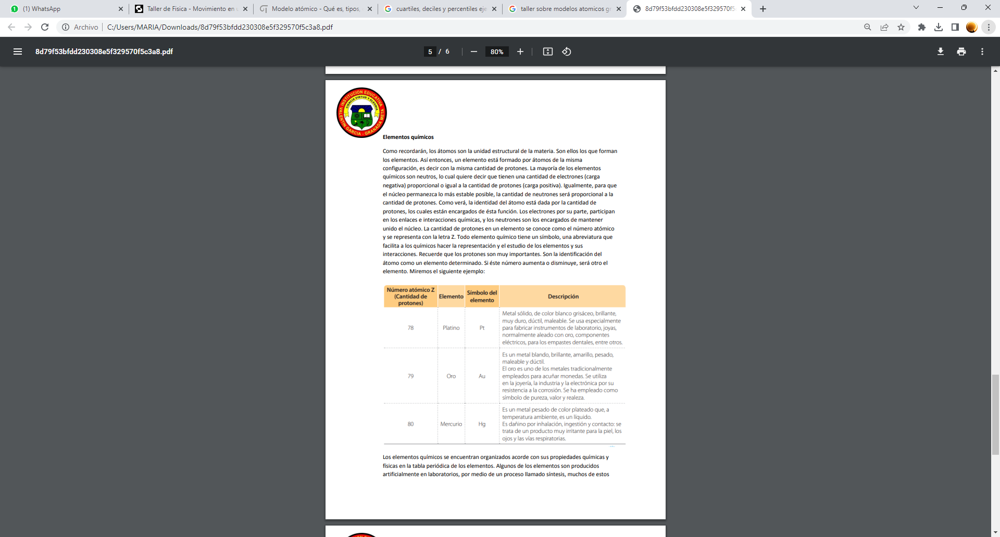 (1) WhatsApp
Taller de Fisica - Movimiento en
Modelo atómico - Qué es, tipos,
cuartiles, deciles y percentiles eje
taller sobre modelos atomicos gr
8d79f53bfdd230308e5f329570f5
Archivo
C:/Users/MARIA/Downloads/8d79f53bfdd230308e5f329570f5c3a8.pdf
8d79f53bfdd230308e5f329570f5c3a8.pdf
5 / 6
80%
INSTITUCION EDUCATIVA
CIENCIA VIRTUD Y ALEGRIA
VALENTIN GARCIA - GRANADA META
Elementos químicos
Como recordarán, los átomos son la unidad estructural de la materia. Son ellos los que forman
los elementos. Así entonces, un elemento está formado por átomos de la misma
configuración, es decir con la misma cantidad de protones. La mayoría de los elementos
químicos son neutros, lo cual quiere decir que tienen una cantidad de electrones (carga
negativa) proporcional o igual a la cantidad de protones (carga positiva). Igualmente, para que
el núcleo permanezca lo más estable posible, la cantidad de neutrones será proporcional a la
cantidad de protones. Como verá, la identidad del átomo está dada por la cantidad de
protones, los cuales están encargados de ésta función. Los electrones por su parte, participan
en los enlaces e interacciones químicas, y los neutrones son los encargados de mantener
unido el núcleo. La cantidad de protones en un elemento se conoce como el número atómico
y se representa con la letra Z. Todo elemento químico tiene un símbolo, una abreviatura que
facilita a los químicos hacer la representación y el estudio de los elementos y sus
interacciones. Recuerde que los protones son muy importantes. Son la identificación del
átomo como un elemento determinado. Si éste número aumenta o disminuye, será otro el
elemento. Miremos el siguiente ejemplo:
Número atómico Z
(Cantidad de
protones)
Elemento
Símbolo del
elemento
Descripción
78
Platino
Pt
Metal sólido, de color blanco grisáceo, brillante,
muy duro, dúctil, maleable. Se usa especialmente
para fabricar instrumentos de laboratorio, joyas,
normalmente aleado con oro, componentes
eléctricos, para los empastes dentales, entre otros.
79
Oro
Au
Es un metal blando, brillante, amarillo, pesado,
maleable y dúctil.
El oro es uno de los metales tradicionalmente
empleados para acuñar monedas. Se utiliza
en la joyería, la industria y la electrónica por su
resistencia a la corrosión. Se ha empleado como
símbolo de pureza, valor y realeza.
80
Mercurio
Hg
Es un metal pesado de color plateado que, a
temperatura ambiente, es un líquido.
Es dañino por inhalación, ingestión y contacto: se
trata de un producto muy irritante para la piel, los
ojos y las vías respiratorias.
Los elementos químicos se encuentran organizados acorde con sus propiedades químicas y
físicas en la tabla periódica de los elementos. Algunos de los elementos son producidos
artificialmente en laboratorios, por medio de un proceso llamado síntesis, muchos de estos